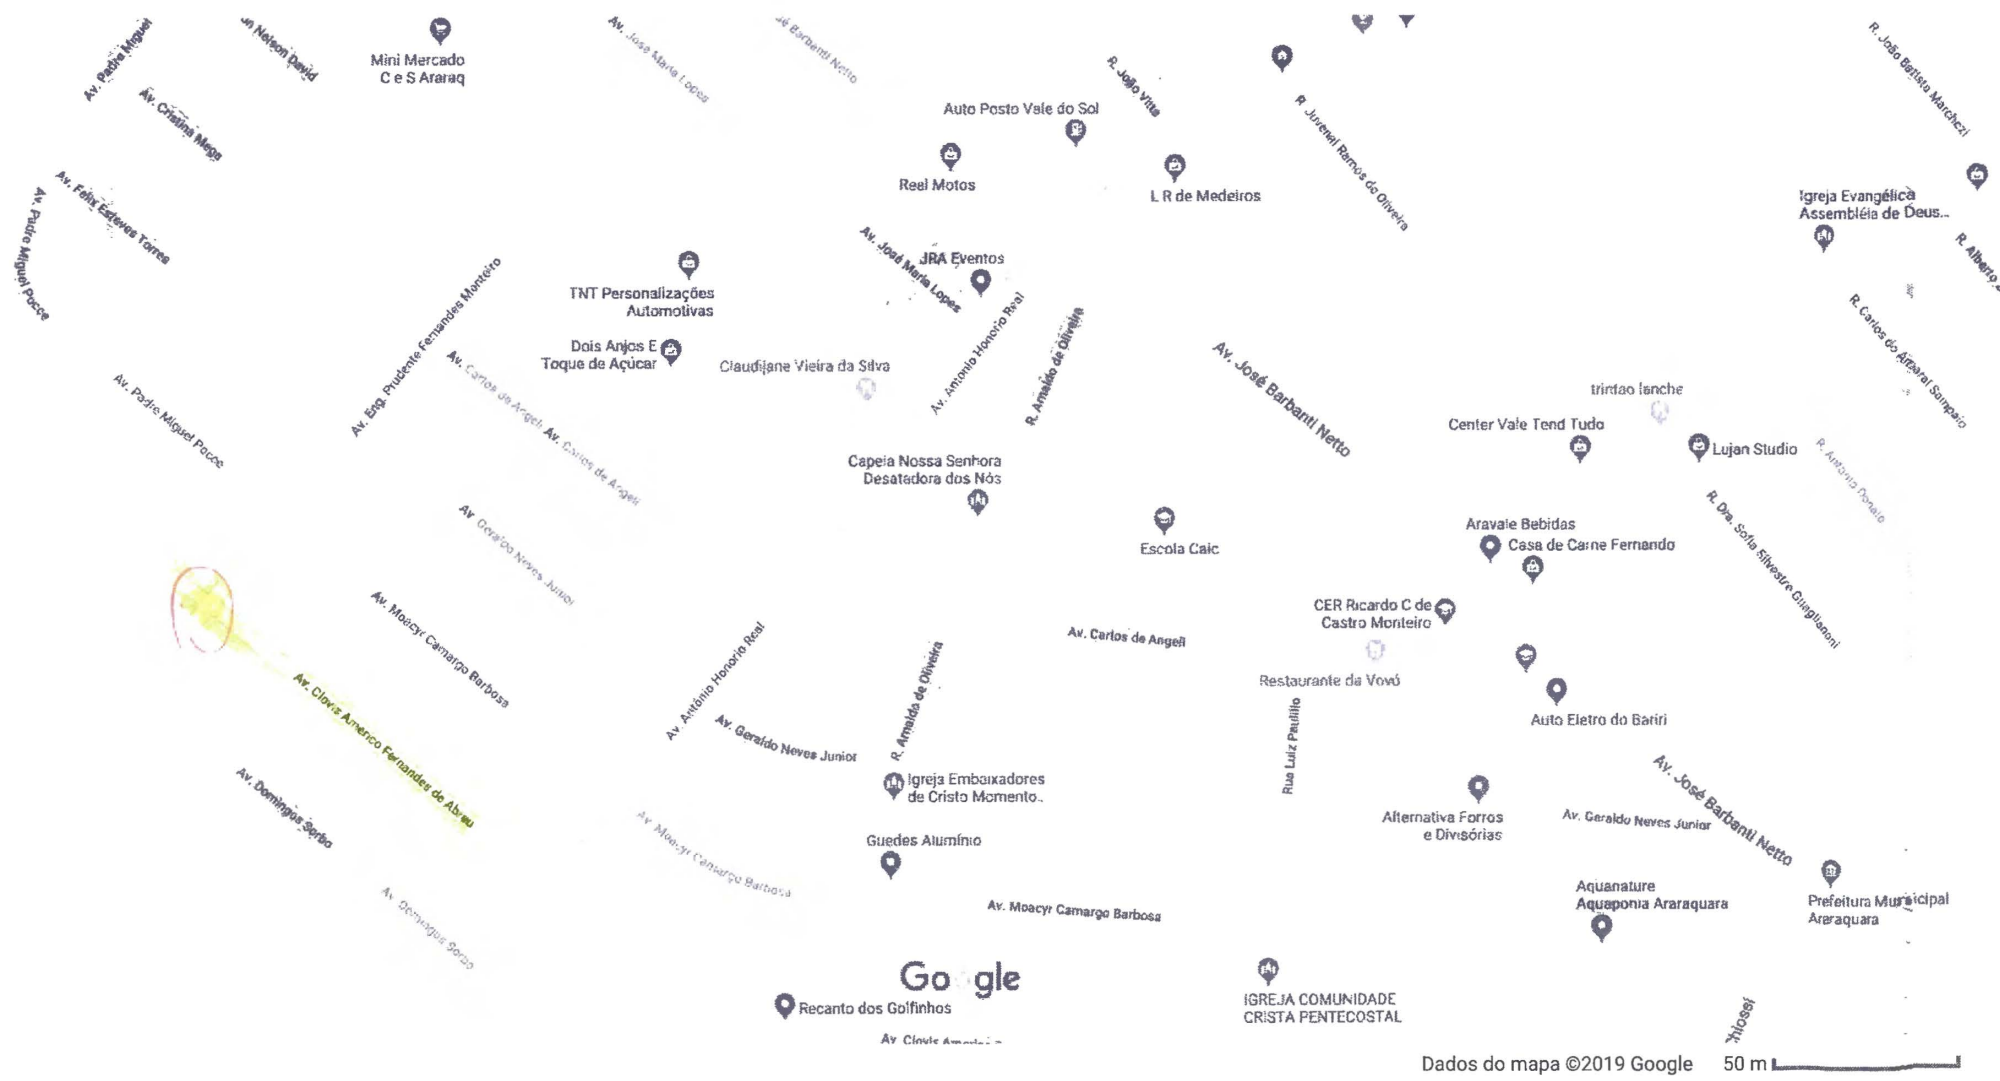 Av. Padre Miguel
on Nelson David
Mini Mercado
C e S Araraq
Av. José Maria Lopes
sé Barbanti Netto
Av. Cristina Mega
R. João Vitta
Auto Posto Vale do Sol
R. Juvenal Ramos de Oliveira
R. João Batista Marchezi
Real Motos
L R de Medeiros
Av. Felix Esteves Torres
Av. Padre Miguel Pocce
Igreja Evangélica
Assembléia de Deus...
R. Alberto
Av. José Maria Lopez
JRA Eventos
TNT Personalizações
Automotivas
Av. Eng. Prudente Fernandes Monteiro
Av. Antonio Honorio Real
R. Arnaldo de Oliveira
R. Carlos do Amaral Sampaio
Dois Anjos E
Toque de Açúcar
Claudijane Vieira da Silva
Av. José Barbanti Netto
Av. Carlos de Angeli
Av. Carlos de Angeli
Av. Padre Miguel Pocce
trintao lanche
Center Vale Tend Tudo
Lujan Studio
R. Antonio Donato
Capela Nossa Senhora
Desatadora dos Nós
Av. Geraldo Neves Junior
Escola Caic
Aravale Bebidas
Casa de Carne Fernando
R. Dra. Sofia Silvestre Guaglianoni
CER Ricardo C de
Castro Monteiro
Av. Moacyr Camargo Barbosa
Av. Carlos de Angeli
Restaurante da Vovó
Av. Clovis Américo Fernandes de Abreu
Av. Antônio Honorio Real
R. Arnaldo de Oliveira
Rua Luiz Paulillo
Auto Eletro do Bariri
Av. Geraldo Neves Junior
Av. José Barbanti Netto
Av. Domingos Sorbo
Igreja Embaixadores
de Cristo Momento...
Alternativa Forros
e Divisórias
Av. Geraldo Neves Junior
Av. Moacyr Camargo Barbosa
Guedes Alumínio
Av. Domingos Sorbo
Av. Moacyr Camargo Barbosa
Aquanature
Aquaponia Araraquara
Prefeitura Municipal
Araraquara
Google
Recanto dos Golfinhos
IGREJA COMUNIDADE
CRISTA PENTECOSTAL
Av. Clovis
hiossi
Dados do mapa ©2019 Google 50 m